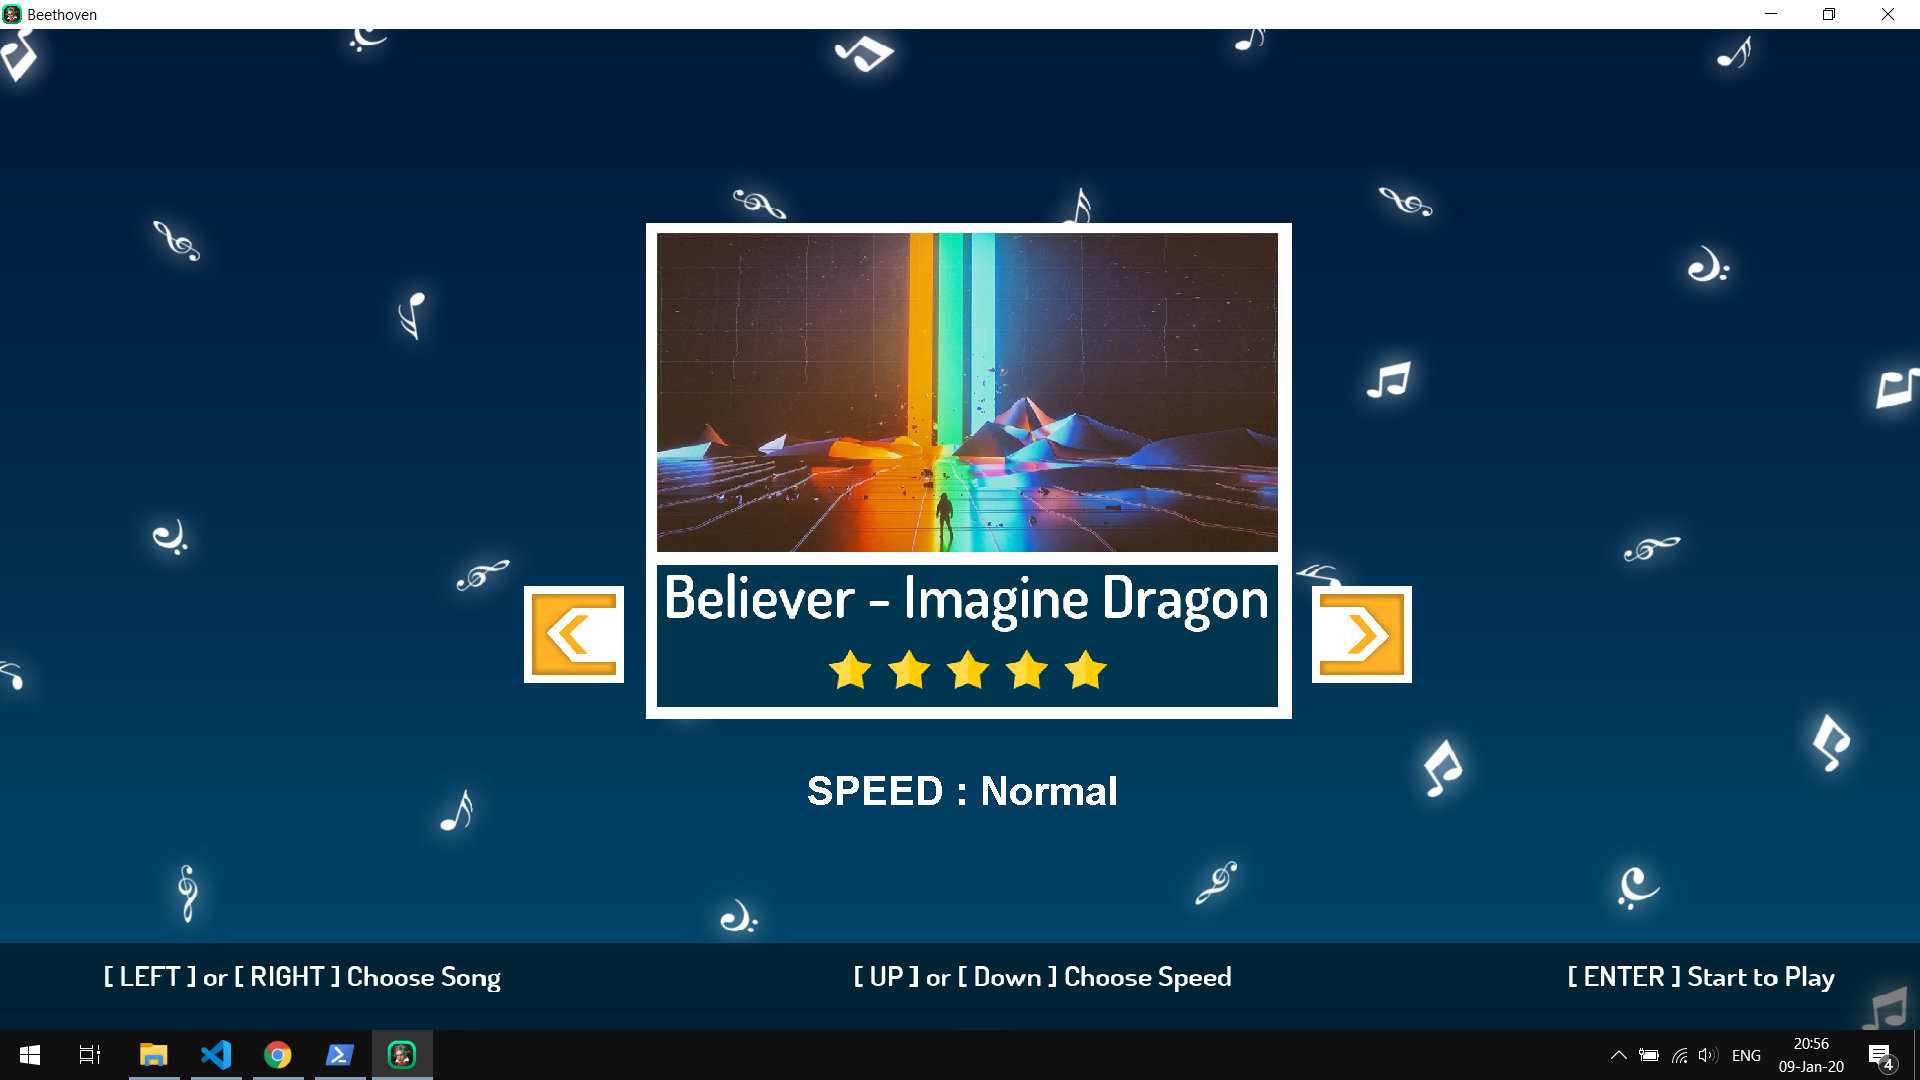 Beethoven
Believer - Imagine Dragon
SPEED : Normal
[ LEFT ] or [ RIGHT ] Choose Song
[ UP ] or [ Down ] Choose Speed
[ ENTER ] Start to Play
ENG
20:56
09-Jan-20
4